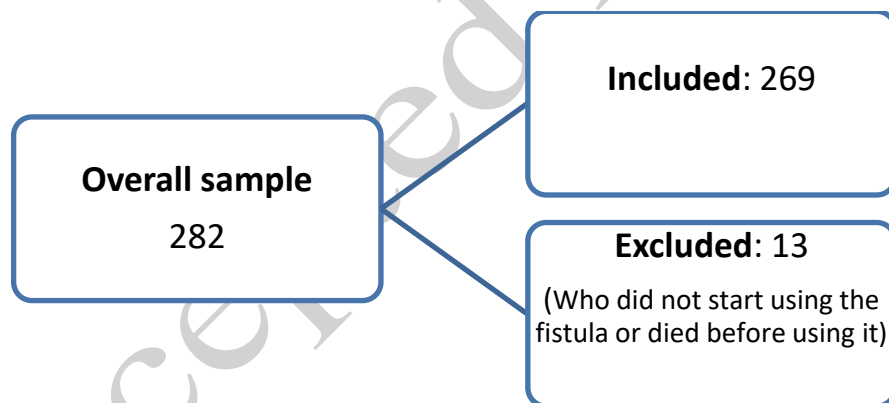 Overall sample
282
Included: 269
Excluded: 13
(Who did not start using the
fistula or died before using it)